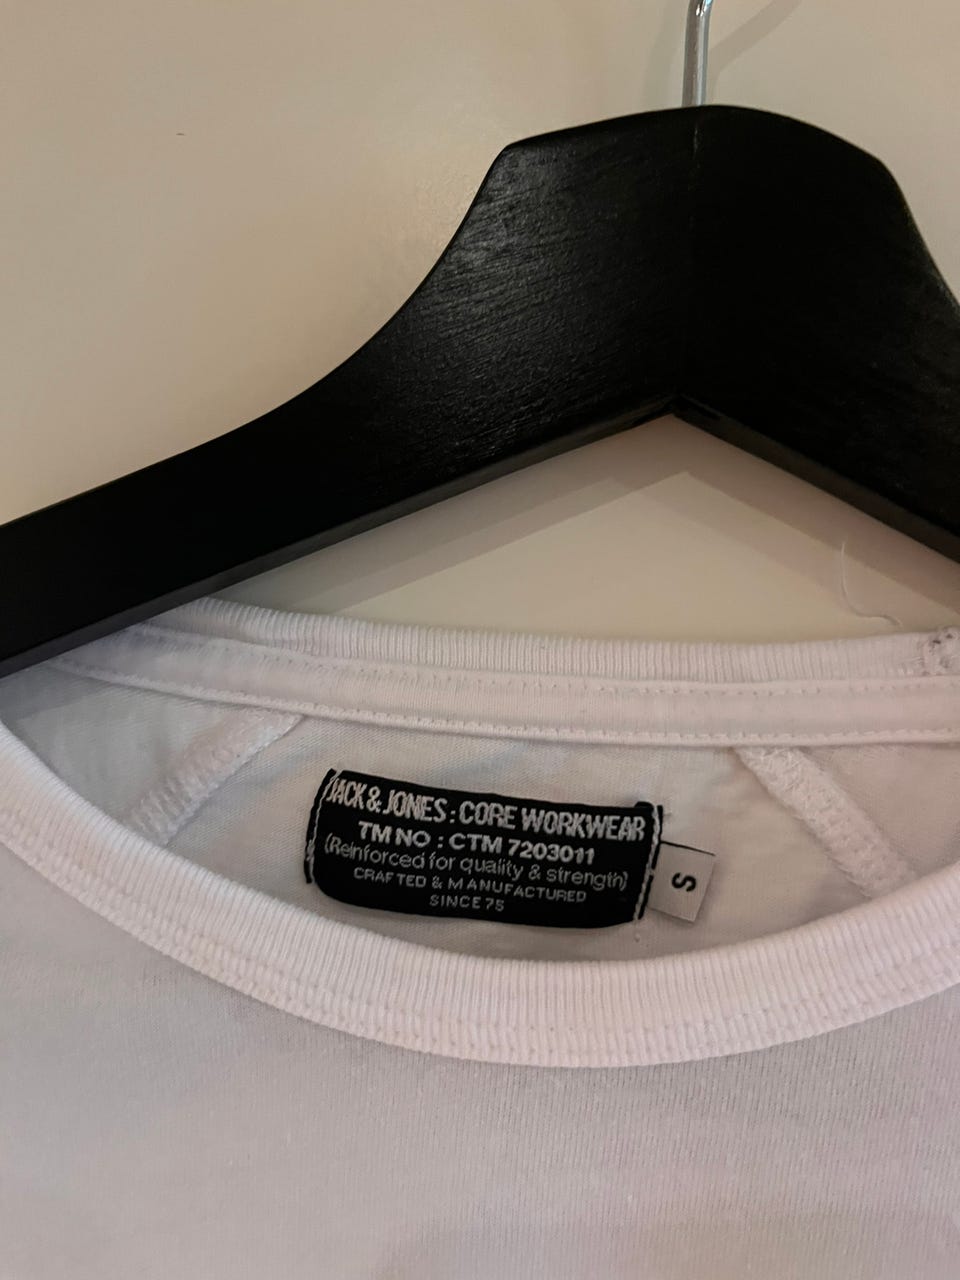 JACK & JONES : CORE WORKWEAR
TM NO : CTM 7203011
(Reinforced for quality & strength)
CRAFTED & MANUFACTURED
SINCE 75
S